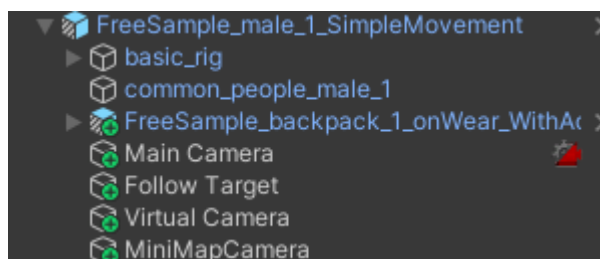 FreeSample_male_1_SimpleMovement
basic_rig
common_people_male_1
FreeSample_backpack_1_onWear_WithAc
Main Camera
Follow Target
Virtual Camera
MiniMapCamera